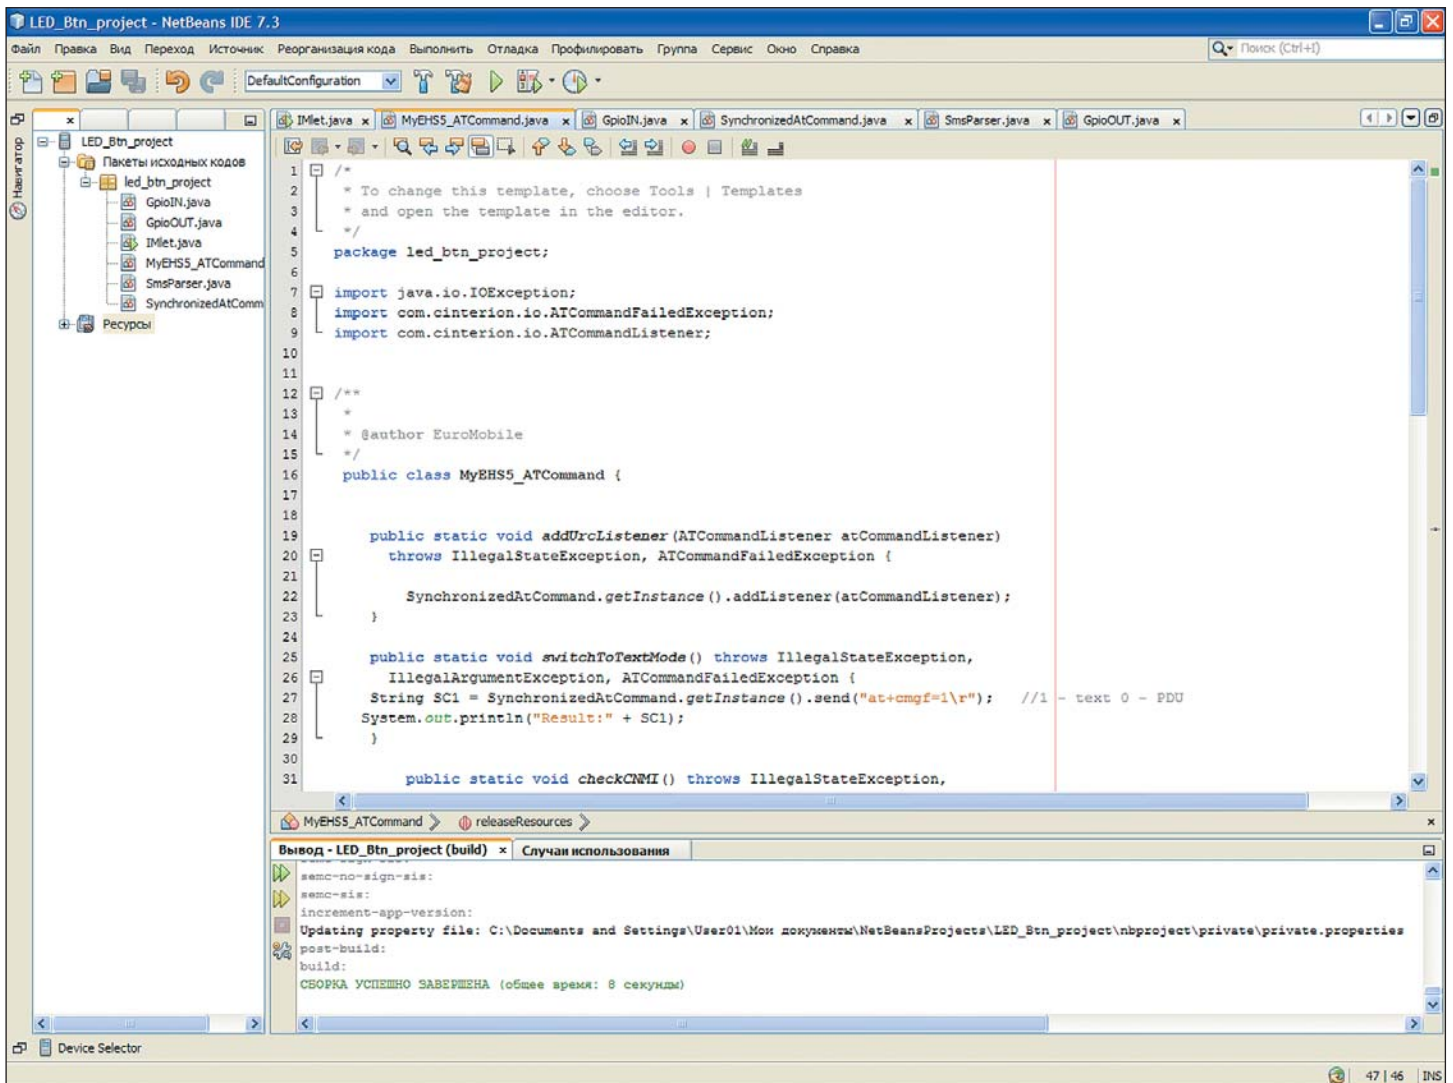 LED_Btn_project - NetBeans IDE 7.3
Файл Правка Вид Переход Источник Реорганизация кода Выполнить Отладка Профилировать Группа Сервис Окно Справка
Поиск (Ctrl+I)
DefaultConfiguration
Навигатор
LED_Btn_project
Пакеты исходных кодов
led_btn_project
GpioIN.java
GpioOUT.java
IMlet.java
MyEHS5_ATCommand
SmsParser.java
SynchronizedAtComm
Ресурсы
IMlet.java MyEHS5_ATCommand.java GpioIN.java SynchronizedAtCommand.java SmsParser.java GpioOUT.java
1 /*
2 * To change this template, choose Tools | Templates
3 * and open the template in the editor.
4 */
5 package led_btn_project;
6
7 import java.io.IOException;
8 import com.cinterion.io.ATCommandFailedException;
9 import com.cinterion.io.ATCommandListener;
10
11
12 /**
13 *
14 * @author EuroMobile
15 */
16 public class MyEHS5_ATCommand {
17
18
19 public static void addUrcListener(ATCommandListener atCommandListener)
20 throws IllegalStateException, ATCommandFailedException {
21
22 SynchronizedAtCommand.getInstance().addListener(atCommandListener);
23 }
24
25 public static void switchToTextMode() throws IllegalStateException,
26 IllegalArgumentException, ATCommandFailedException {
27 String SC1 = SynchronizedAtCommand.getInstance().send("at+cmgf=1\r"); //1 - text 0 - PDU
28 System.out.println("Result:" + SC1);
29 }
30
31 public static void checkCNMI() throws IllegalStateException,
MyEHS5_ATCommand releaseResources
Вывод - LED_Btn_project (build) Случаи использования
semc-no-sign-sis:
semc-sis:
increment-app-version:
Updating property file: C:\Documents and Settings\User01\Мои документы\NetBeansProjects\LED_Btn_project\nbproject\private\private.properties
post-build:
build:
СБОРКА УСПЕШНО ЗАВЕРШЕНА (общее время: 8 секунды)
Device Selector
47 | 46 INS